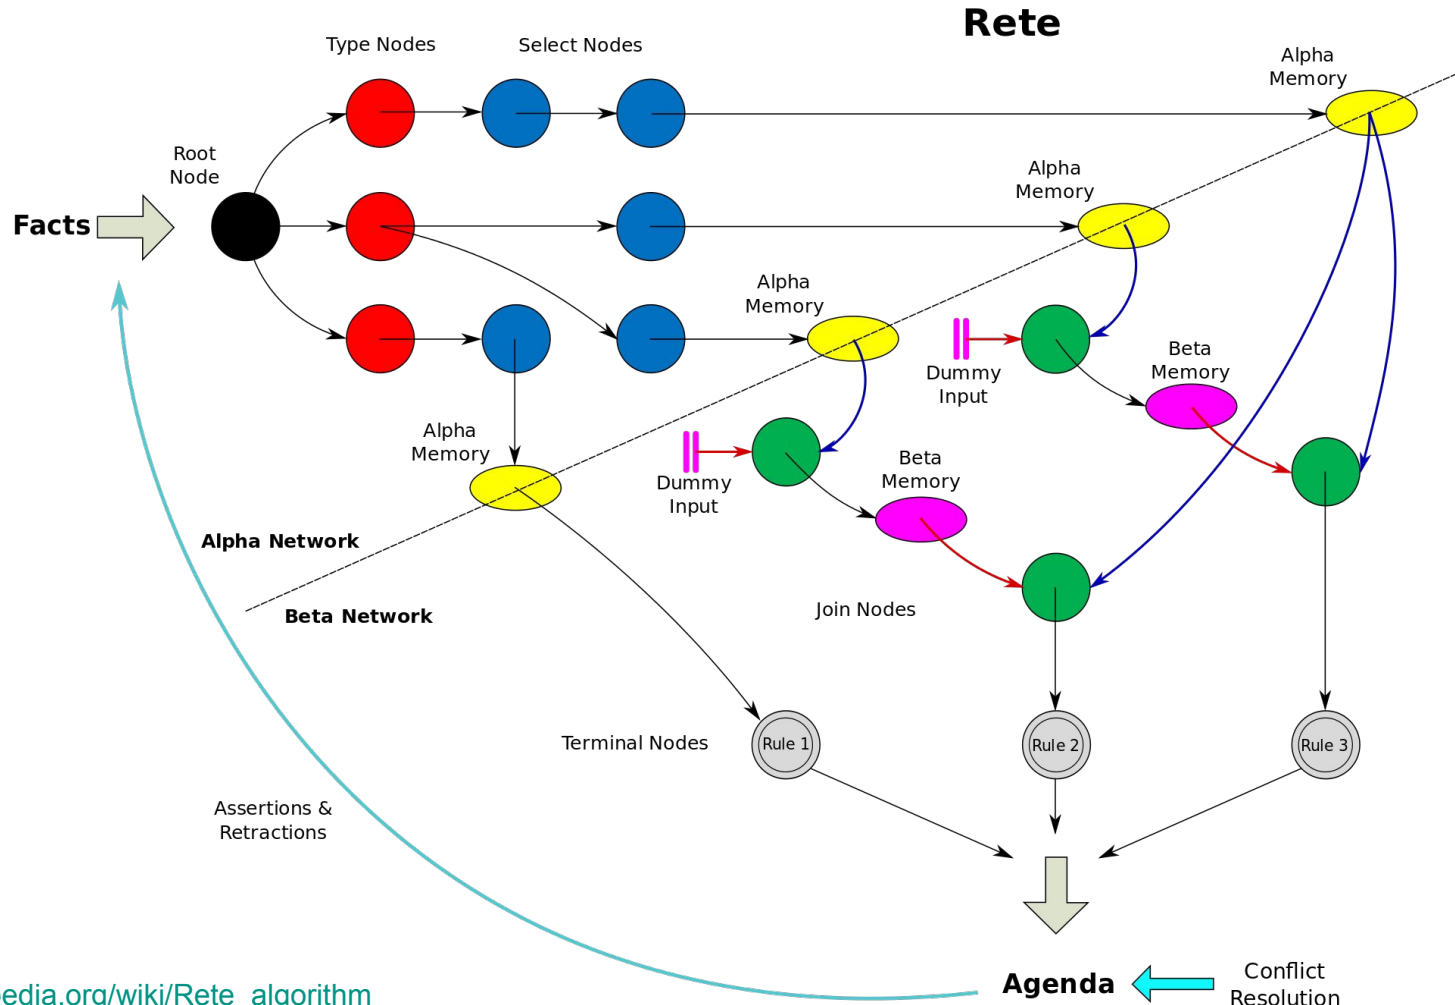 Rete
Type Nodes
Select Nodes
Alpha
Memory
Root
Node
Alpha
Memory
Facts
Alpha
Memory
Dummy
Input
Beta
Memory
Alpha
Memory
Dummy
Input
Beta
Memory
Alpha Network
Beta Network
Join Nodes
Terminal Nodes
Rule 1
Rule 2
Rule 3
Assertions &
Retractions
Agenda
Conflict
Resolution
pedia.org/wiki/Rete_algorithm